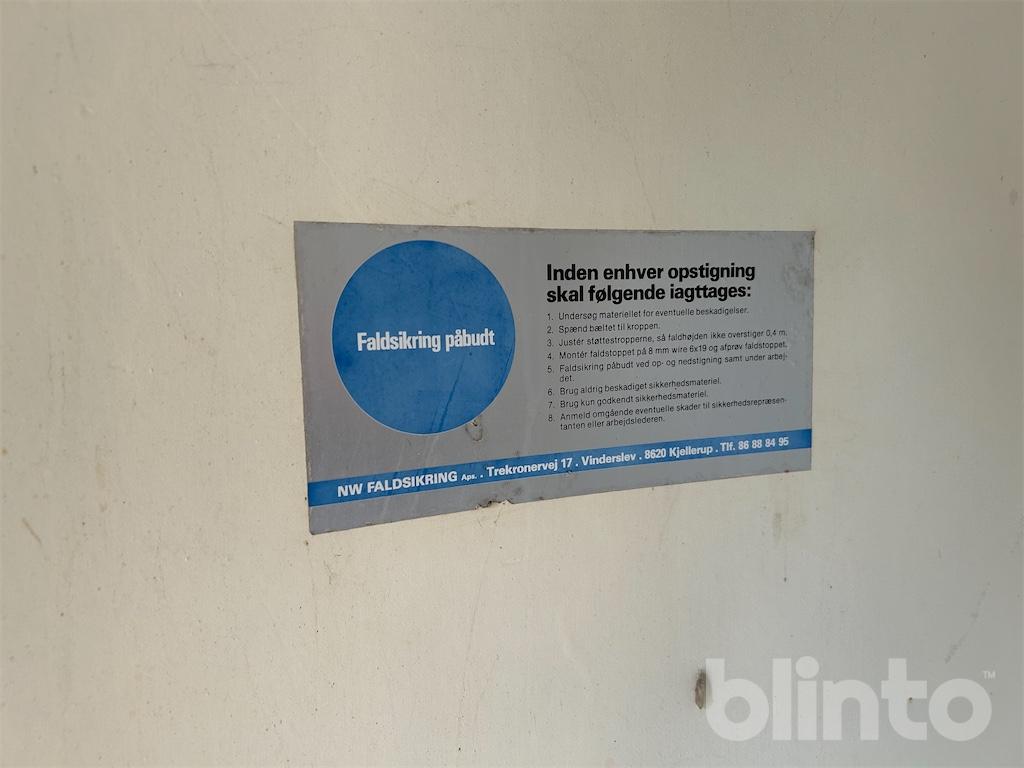 Faldsikring påbudt
Inden enhver opstigning
skal følgende iagttages:
1. Undersøg materiellet for eventuelle beskadigelser.
2. Spænd bæltet til kroppen.
3. Justér støttestropperne, så faldhøjden ikke overstiger 0,4 m.
4. Montér faldstoppet på 8 mm wire 6x19 og afprøv faldstoppet.
5. Faldsikring påbudt ved op- og nedstigning samt under arbej-
det.
6. Brug aldrig beskadiget sikkerhedsmateriel.
7. Brug kun godkendt sikkerhedsmateriel.
8. Anmeld omgående eventuelle skader til sikkerhedsrepræsen-
tanten eller arbejdslederen.
NW FALDSIKRING Aps. . Trekronervej 17 . Vinderslev . 8620 Kjellerup . Tlf. 86 88 84 95
blinto™